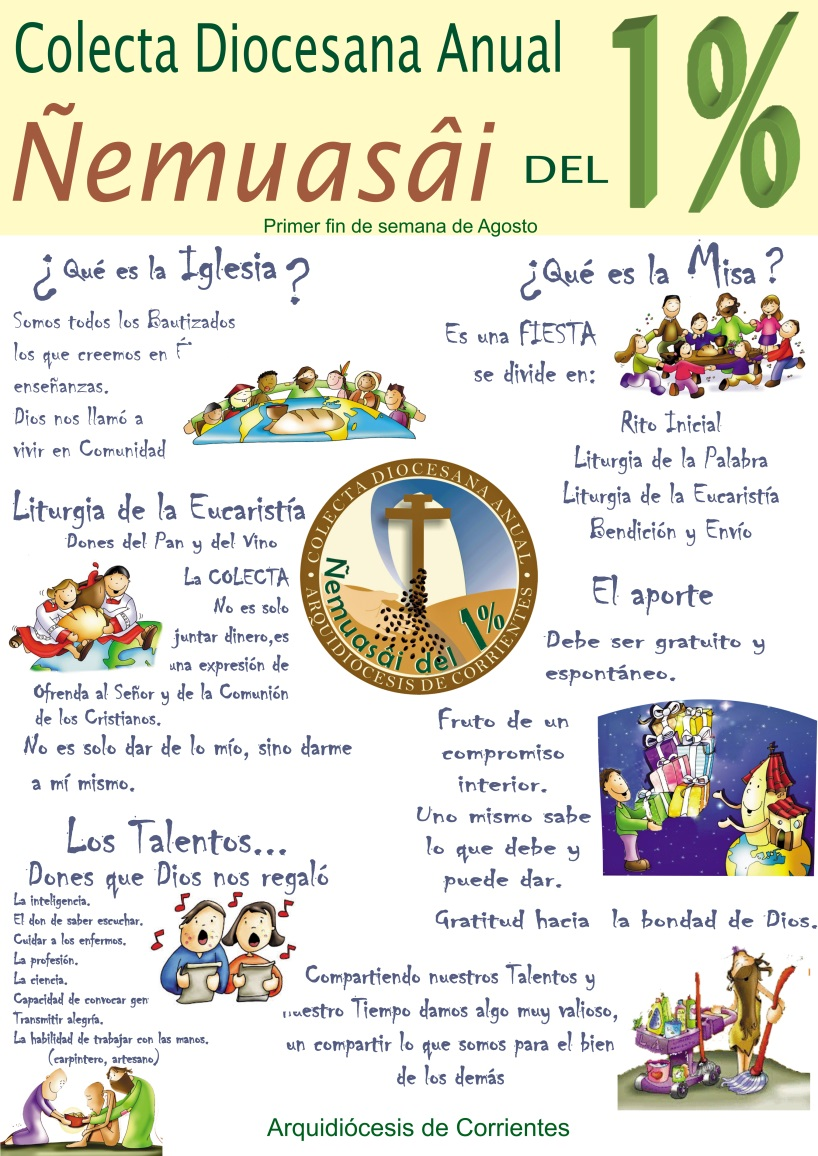 Colecta Diocesana Anual
Ñemuasâi DEL 1%
Primer fin de semana de Agosto
¿Qué es la Iglesia?
Somos todos los Bautizados
los que creemos en É
enseñanzas.
Dios nos llamó a
vivir en Comunidad
¿Qué es la Misa?
Es una FIESTA
se divide en:
Rito Inicial
Liturgia de la Palabra
Liturgia de la Eucaristía
Bendición y Envío
Liturgia de la Eucaristía
Dones del Pan y del Vino
La COLECTA
No es solo
juntar dinero,es
una expresión de
Ofrenda al Señor y de la Comunión
de los Cristianos.
No es solo dar de lo mío, sino darme
a mí mismo.
COLECTA DIOCESANA ANUAL
Ñemuasâi del 1%
ARQUIDIÓCESIS DE CORRIENTES
El aporte
Debe ser gratuito y
espontáneo.
Fruto de un
compromiso
interior.
Uno mismo sabe
lo que debe y
puede dar.
Gratitud hacia la bondad de Dios.
Los Talentos...
Dones que Dios nos regaló
La inteligencia.
El don de saber escuchar.
Cuidar a los enfermos.
La profesión.
La ciencia.
Capacidad de convocar gen
Transmitir alegría.
La habilidad de trabajar con las manos.
(carpintero, artesano)
Compartiendo nuestros Talentos y
nuestro Tiempo damos algo muy valioso,
un compartir lo que somos para el bien
de los demás
Arquidiócesis de Corrientes